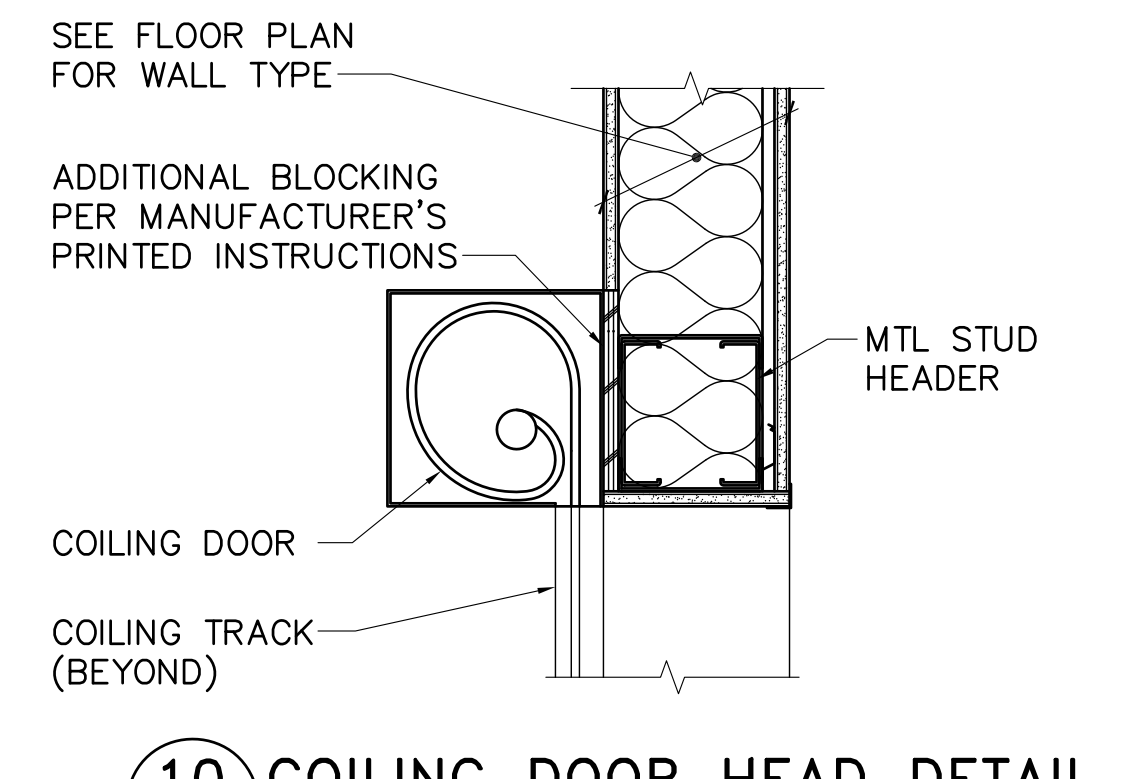 SEE FLOOR PLAN
FOR WALL TYPE
ADDITIONAL BLOCKING
PER MANUFACTURER'S
PRINTED INSTRUCTIONS
MTL STUD
HEADER
COILING DOOR
COILING TRACK
(BEYOND)
10 COILING DOOR HEAD DETAIL